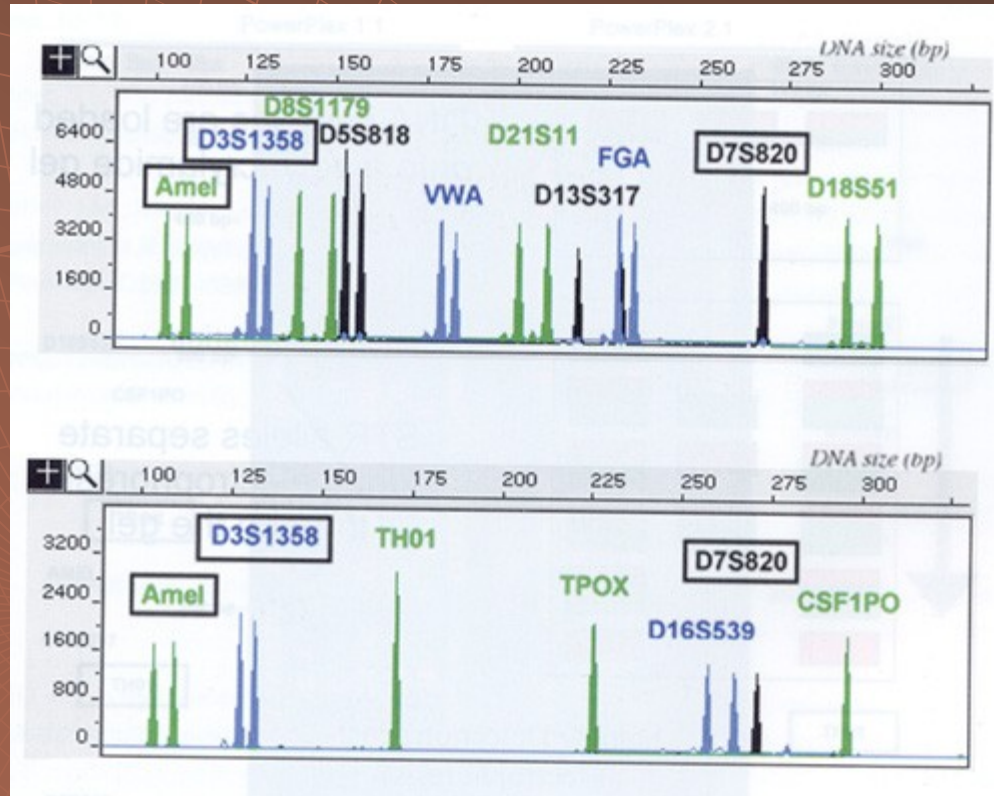 DNA size (bp)
100 125 150 175 200 225 250 275 300
6400
4800
3200
1600
0
D8S1179
D3S1358 D5S818
Amel
VWA
D21S11
D13S317
FGA
D7S820
D18S51
DNA size (bp)
100 125 150 175 200 225 250 275 300
3200
2400
1600
800
0
D3S1358
TH01
Amel
TPOX
D7S820
D16S539
CSF1PO